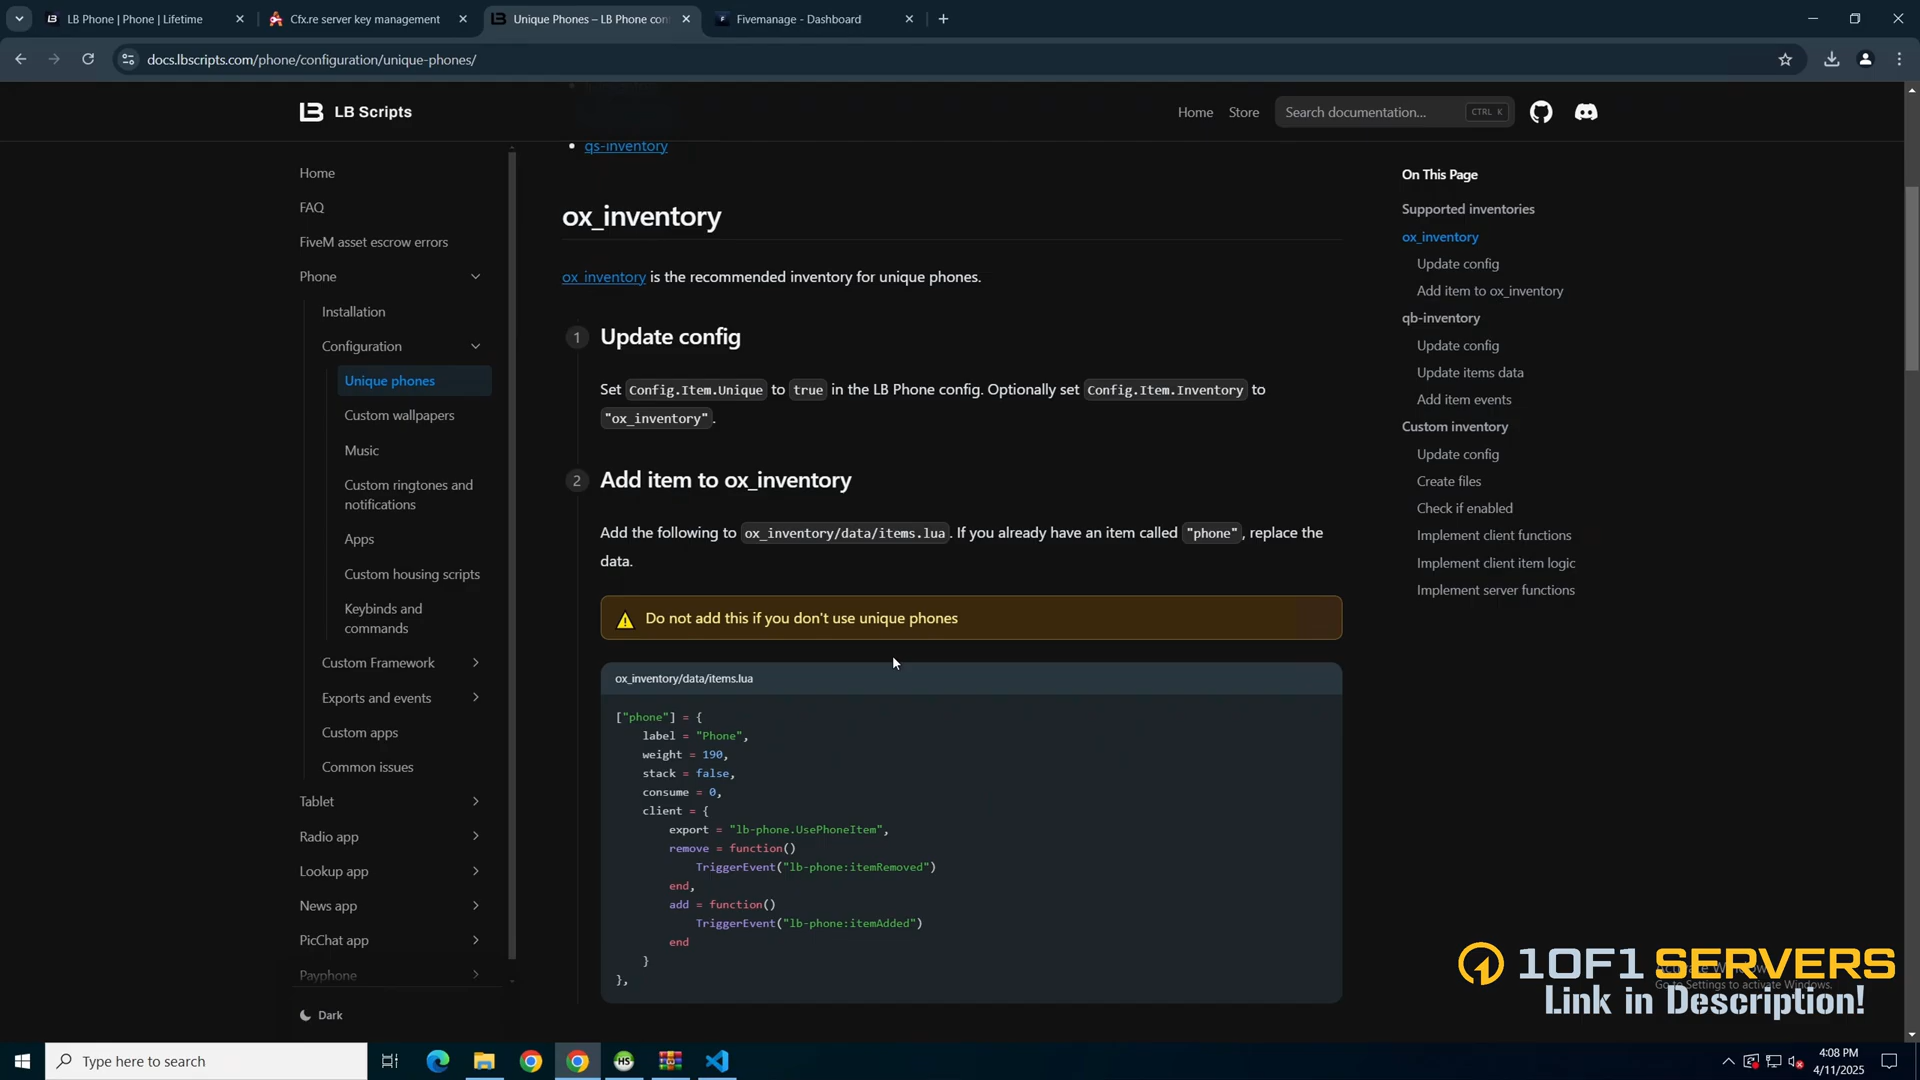 LB Phone | Phone | Lifetime
Cfx.re server key management
Unique Phones – LB Phone con
Fivemanage - Dashboard
docs.lbscripts.com/phone/configuration/unique-phones/
LB Scripts
Home
Store
Search documentation...
CTRL K
Home
FAQ
FiveM asset escrow errors
Phone
Installation
Configuration
Unique phones
Custom wallpapers
Music
Custom ringtones and
notifications
Apps
Custom housing scripts
Keybinds and
commands
Custom Framework
Exports and events
Custom apps
Common issues
Tablet
Radio app
Lookup app
News app
PicChat app
Payphone
Dark
qs-inventory
ox_inventory
ox_inventory is the recommended inventory for unique phones.
1 Update config
Set Config.Item.Unique to true in the LB Phone config. Optionally set Config.Item.Inventory to
"ox_inventory".
2 Add item to ox_inventory
Add the following to ox_inventory/data/items.lua. If you already have an item called "phone", replace the
data.
Do not add this if you don't use unique phones
ox_inventory/data/items.lua
["phone"] = {
label = "Phone",
weight = 190,
stack = false,
consume = 0,
client = {
export = "lb-phone.UsePhoneItem",
remove = function()
TriggerEvent("lb-phone:itemRemoved")
end,
add = function()
TriggerEvent("lb-phone:itemAdded")
end
}
},
On This Page
Supported inventories
ox_inventory
Update config
Add item to ox_inventory
qb-inventory
Update config
Update items data
Add item events
Custom inventory
Update config
Create files
Check if enabled
Implement client functions
Implement client item logic
Implement server functions
1OF1 SERVERS
Activate Windows
Go to Settings to activate Windows.
Link in Description!
Type here to search
HS
4:08 PM
4/11/2025